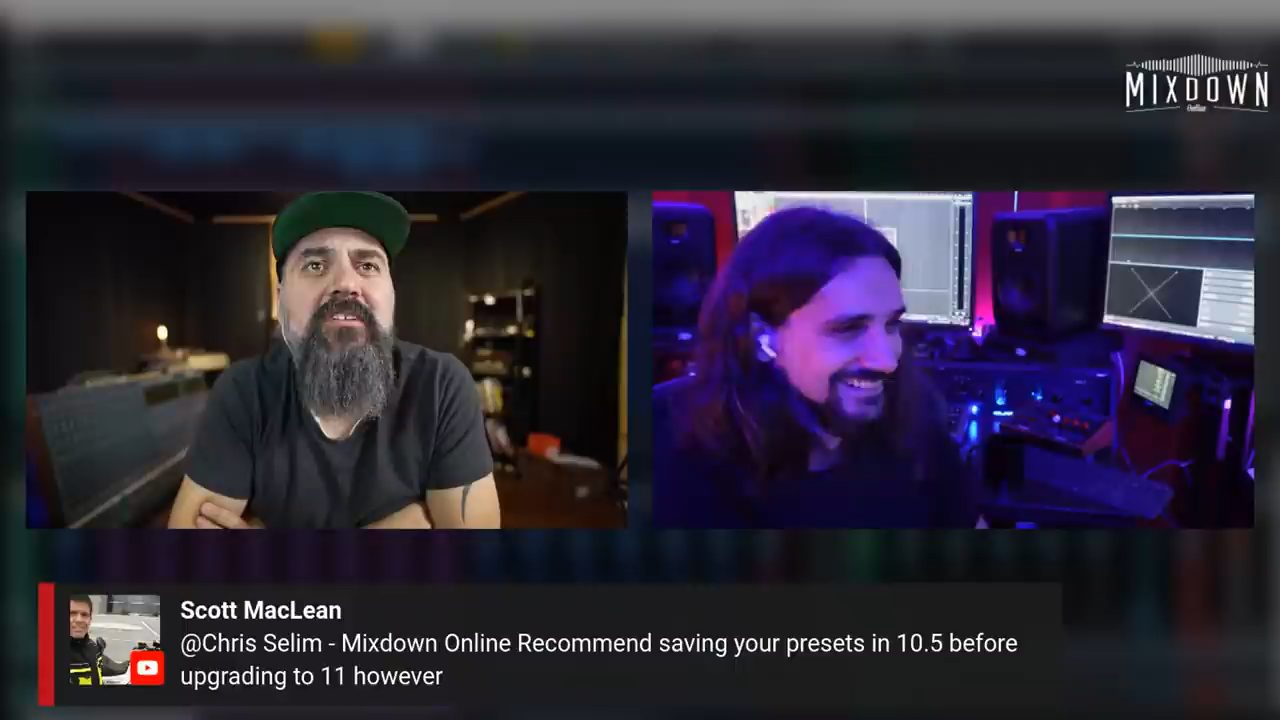 MIXDOWN
Online
Scott MacLean
@Chris Selim - Mixdown Online Recommend saving your presets in 10.5 before
upgrading to 11 however